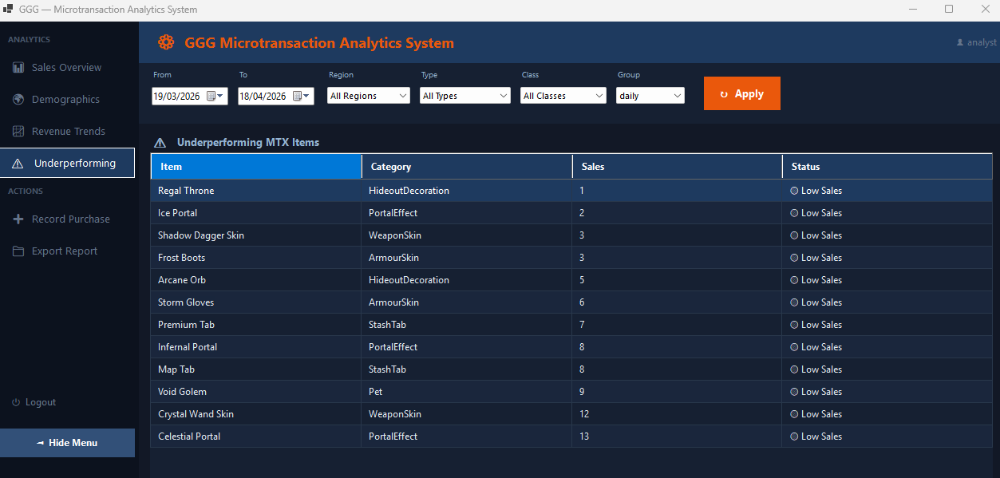 GGG — Microtransaction Analytics System
ANALYTICS
Sales Overview
Demographics
Revenue Trends
Underperforming
ACTIONS
Record Purchase
Export Report
Logout
Hide Menu
GGG Microtransaction Analytics System
analyst
From To Region Type Class Group
19/03/2026 18/04/2026 All Regions All Types All Classes daily Apply
Underperforming MTX Items
Item Category Sales Status
Regal Throne HideoutDecoration 1 Low Sales
Ice Portal PortalEffect 2 Low Sales
Shadow Dagger Skin WeaponSkin 3 Low Sales
Frost Boots ArmourSkin 3 Low Sales
Arcane Orb HideoutDecoration 5 Low Sales
Storm Gloves ArmourSkin 6 Low Sales
Premium Tab StashTab 7 Low Sales
Infernal Portal PortalEffect 8 Low Sales
Map Tab StashTab 8 Low Sales
Void Golem Pet 9 Low Sales
Crystal Wand Skin WeaponSkin 12 Low Sales
Celestial Portal PortalEffect 13 Low Sales